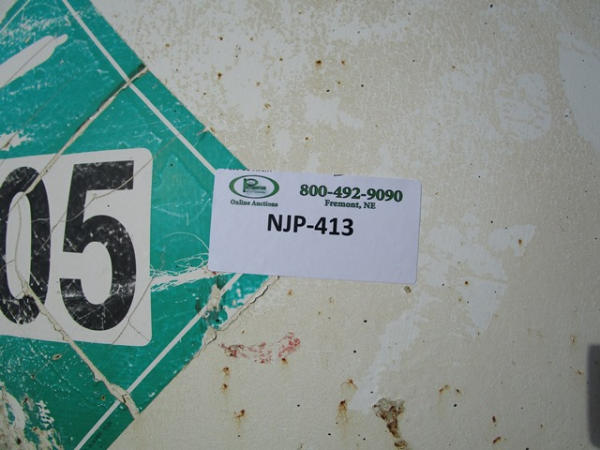 05
800-492-9090
Online Auctions
Fremont, NE
NJP-413